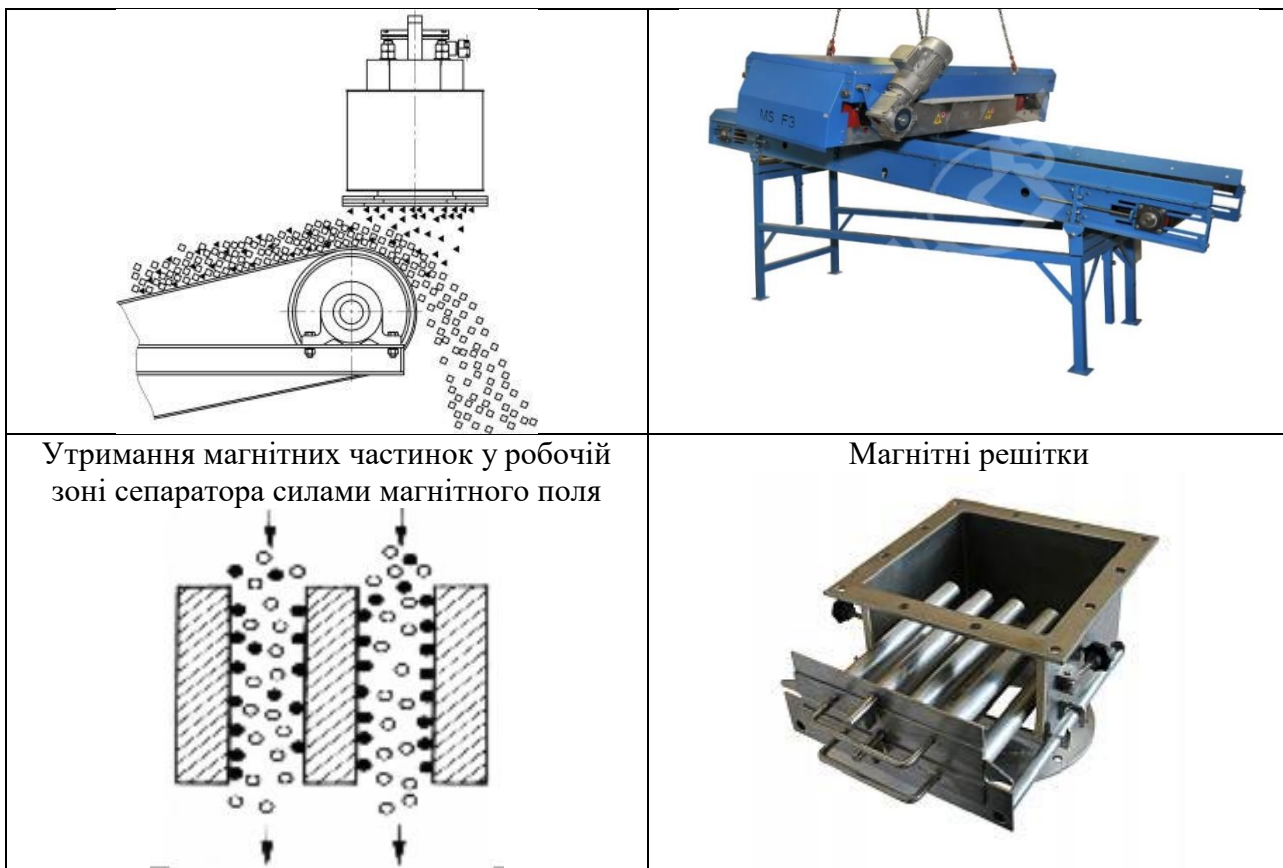 MS F3
Утримання магнітних частинок у робочій
зоні сепаратора силами магнітного поля
Магнітні решітки